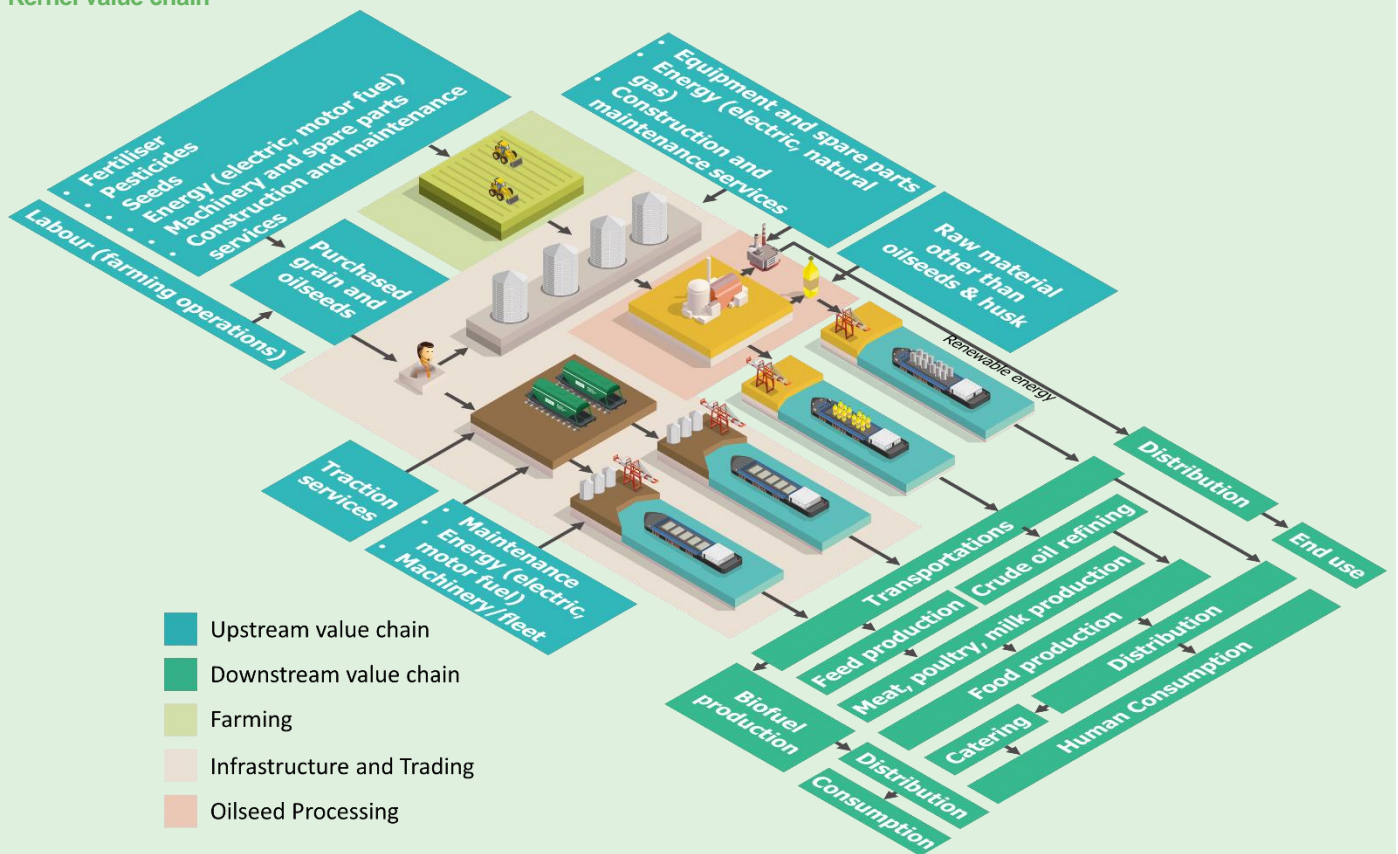 Kernel value chain
• Fertiliser
• Pesticides
• Seeds
• Energy (electric, motor fuel)
• Machinery and spare parts
• Construction and maintenance
services
Labour (farming operations)
Purchased
grain and
oilseeds
• Equipment and spare parts
• Energy (electric, natural
gas)
• Construction and
maintenance services
Raw material
other than
oilseeds & husk
Renewable energy
Traction
services
• Maintenance
• Energy (electric,
motor fuel)
• Machinery/fleet
Distribution
End use
Transportations
Crude oil refining
Feed production
Meat, poultry, milk production
Food production
Distribution
Catering
Human Consumption
Biofuel
production
Distribution
Consumption
Upstream value chain
Downstream value chain
Farming
Infrastructure and Trading
Oilseed Processing